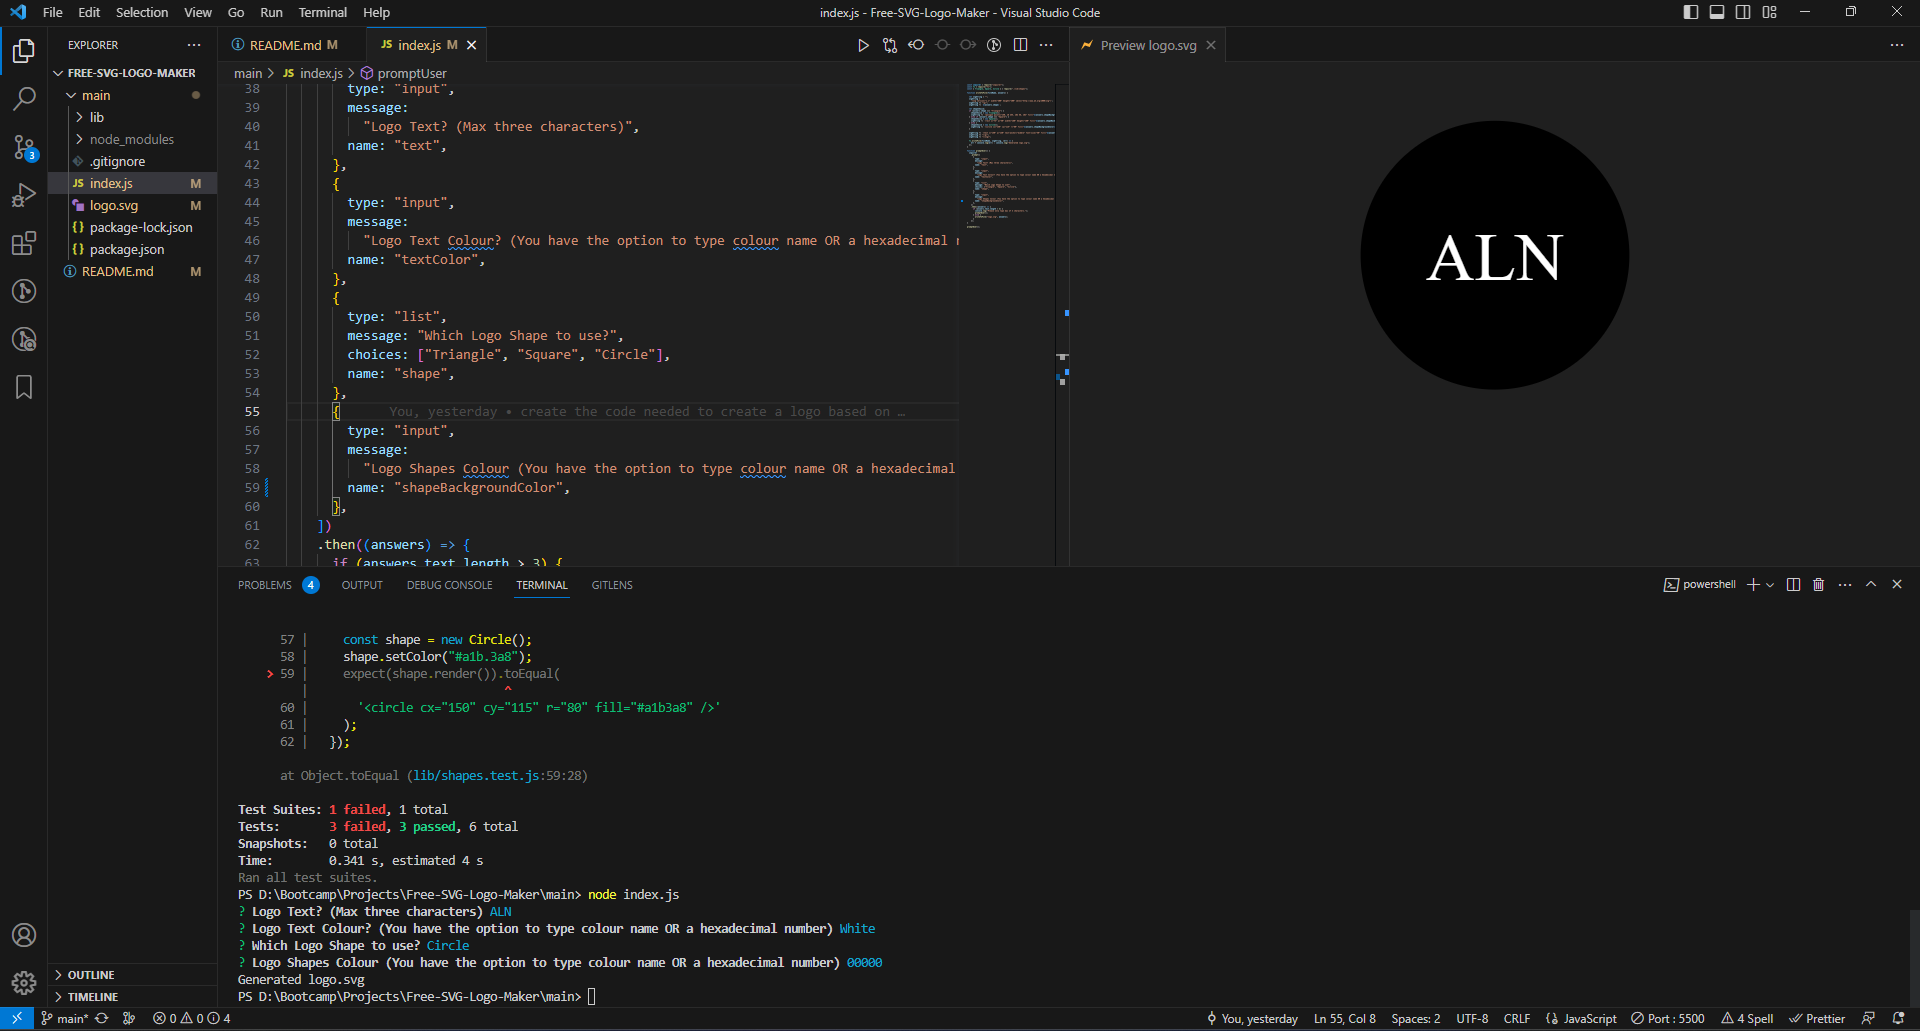 File Edit Selection View Go Run Terminal Help
index.js - Free-SVG-Logo-Maker - Visual Studio Code
EXPLORER
FREE-SVG-LOGO-MAKER
main
lib
node_modules
.gitignore
index.js M
logo.svg M
package-lock.json
package.json
README.md M
OUTLINE
TIMELINE
3
README.md M
index.js M
main > JS index.js > promptUser
38 type: "input",
39 message:
40 "Logo Text? (Max three characters)",
41 name: "text",
42 },
43 {
44 type: "input",
45 message:
46 "Logo Text Colour? (You have the option to type colour name OR a hexadecimal
47 name: "textColor",
48 },
49 {
50 type: "list",
51 message: "Which Logo Shape to use?",
52 choices: ["Triangle", "Square", "Circle"],
53 name: "shape",
54 },
55 { You, yesterday • create the code needed to create a logo based on …
56 type: "input",
57 message:
58 "Logo Shapes Colour (You have the option to type colour name OR a hexadecimal
59 name: "shapeBackgroundColor",
60 },
61 ])
62 .then((answers) => {
63 if (answers.text.length > 3) {
Preview logo.svg
ALN
PROBLEMS 4 OUTPUT DEBUG CONSOLE TERMINAL GITLENS
powershell
57 | const shape = new Circle();
58 | shape.setColor("#a1b.3a8");
> 59 | expect(shape.render()).toEqual(
| ^
60 | '<circle cx="150" cy="115" r="80" fill="#a1b3a8" />'
61 | );
62 | });
at Object.toEqual (lib/shapes.test.js:59:28)
Test Suites: 1 failed, 1 total
Tests: 3 failed, 3 passed, 6 total
Snapshots: 0 total
Time: 0.341 s, estimated 4 s
Ran all test suites.
PS D:\Bootcamp\Projects\Free-SVG-Logo-Maker\main> node index.js
? Logo Text? (Max three characters) ALN
? Logo Text Colour? (You have the option to type colour name OR a hexadecimal number) White
? Which Logo Shape to use? Circle
? Logo Shapes Colour (You have the option to type colour name OR a hexadecimal number) 00000
Generated logo.svg
PS D:\Bootcamp\Projects\Free-SVG-Logo-Maker\main>
main* 0 0 4
You, yesterday Ln 55, Col 8 Spaces: 2 UTF-8 CRLF JavaScript Port : 5500 4 Spell Prettier